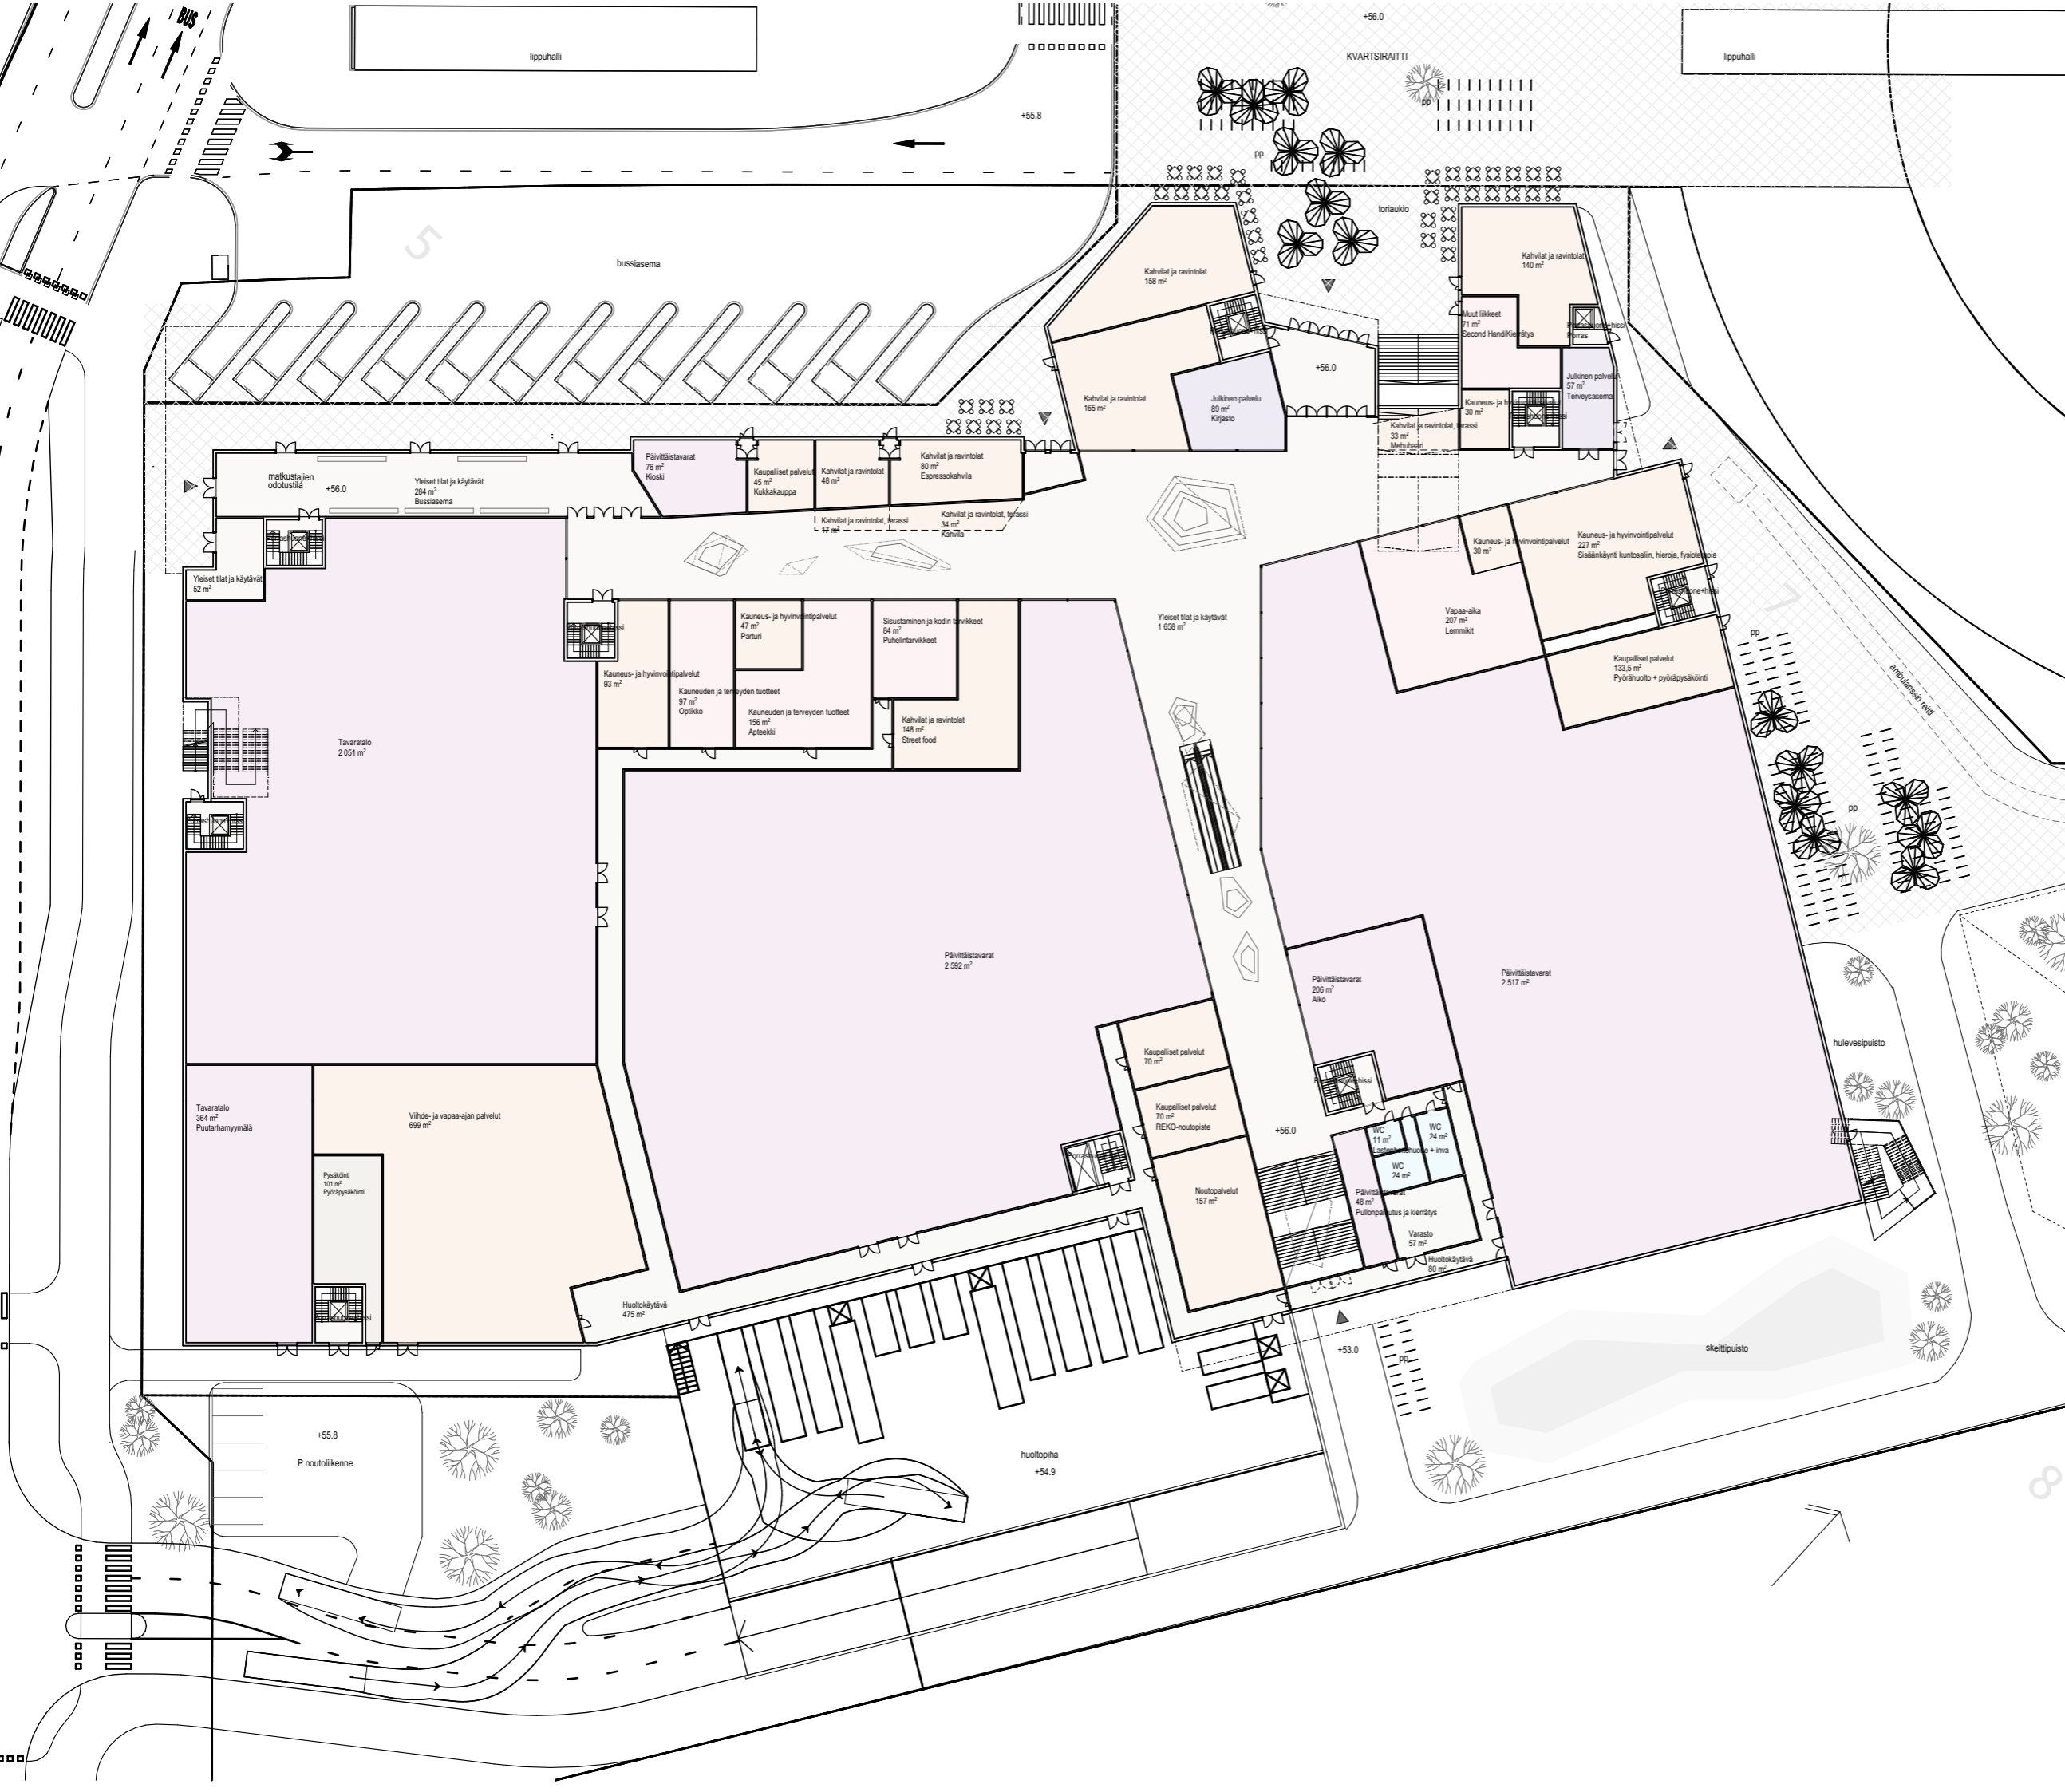 BUS
lippuhalli
+56.0
KVARTSIRAITTI
lippuhalli
pp
+55.8
pp
toriaukio
5
bussiasema
Kahvilat ja ravintolat
158 m²
Kahvilat ja ravintolat
140 m²
Muut liikkeet
71 m²
Second Hand/Kierrätys
Porras
+56.0
Julkinen palvelu
57 m²
Terveysasema
Kahvilat ja ravintolat
165 m²
Julkinen palvelu
89 m²
Kirjasto
Kauneus- ja hyvinvointipalvelut
30 m²
Kahvilat ja ravintolat, terassi
33 m²
Mehubaari
matkustajien
odotustila
+56.0
Yleiset tilat ja käytävät
284 m²
Bussiasema
Päivittäistavarat
76 m²
Kioski
Kaupalliset palvelut
45 m²
Kukkakauppa
Kahvilat ja ravintolat
48 m²
Kahvilat ja ravintolat
80 m²
Espressokahvila
Kahvilat ja ravintolat, terassi
17 m²
Kahvilat ja ravintolat, terassi
34 m²
Kahvila
Kauneus- ja hyvinvointipalvelut
30 m²
Kauneus- ja hyvinvointipalvelut
227 m²
Sisäänkäynti kuntosaliin, hieroja, fysioterapia
Yleiset tilat ja käytävät
52 m²
7
Yleiset tilat ja käytävät
1 658 m²
Vapaa-aika
207 m²
Lemmikit
pp
Kauneus- ja hyvinvointipalvelut
47 m²
Parturi
Sisustaminen ja kodin tarvikkeet
84 m²
Puhelintarvikkeet
Kauneus- ja hyvinvointipalvelut
93 m²
Kauneuden ja terveyden tuotteet
97 m²
Optikko
Kauneuden ja terveyden tuotteet
156 m²
Apteekki
Kahvilat ja ravintolat
148 m²
Street food
Kaupalliset palvelut
133,5 m²
Pyörähuolto + pyöräpysäköinti
ambulanssin reitti
Tavaratalo
2 051 m²
pp
pp
Päivittäistavarat
2 592 m²
Päivittäistavarat
206 m²
Alko
Päivittäistavarat
2 517 m²
hulevesipuisto
Kaupalliset palvelut
70 m²
Kaupalliset palvelut
70 m²
REKO-noutopiste
+56.0
Tavaratalo
364 m²
Puutarhamyymälä
Viihde- ja vapaa-ajan palvelut
699 m²
WC
11 m²
Lastenhoitohuone + inva
WC
24 m²
WC
24 m²
Pysäköinti
101 m²
Pyöräpysäköinti
Noutopalvelut
157 m²
Päivittäistavarat
48 m²
Pullonpalautus ja kierrätys
Varasto
57 m²
Huoltokäytävä
80 m²
Huoltokäytävä
475 m²
+53.0
pp
skeittipuisto
+55.8
P noutoliikenne
huoltopiha
+54.9
8